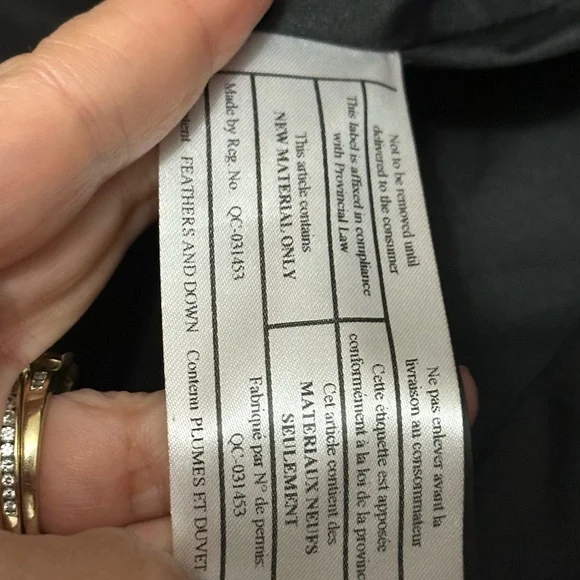 Not to be removed until
delivered to the consumer
This label is affixed in compliance
with Provincial Law
This article contains
NEW MATERIAL ONLY
Made by Reg No QC-031453
FEATHERS AND DOWN
Ne pas enlever avant la
livraison au consommateur
Cette étiquette est apposée
conformément à la loi de la provinc
Cet article contient des
MATERIAUX NEUFS
SEULEMENT
Fabriqué par Nº de permis:
QC-031453
Contenu PLUMES ET DUVET